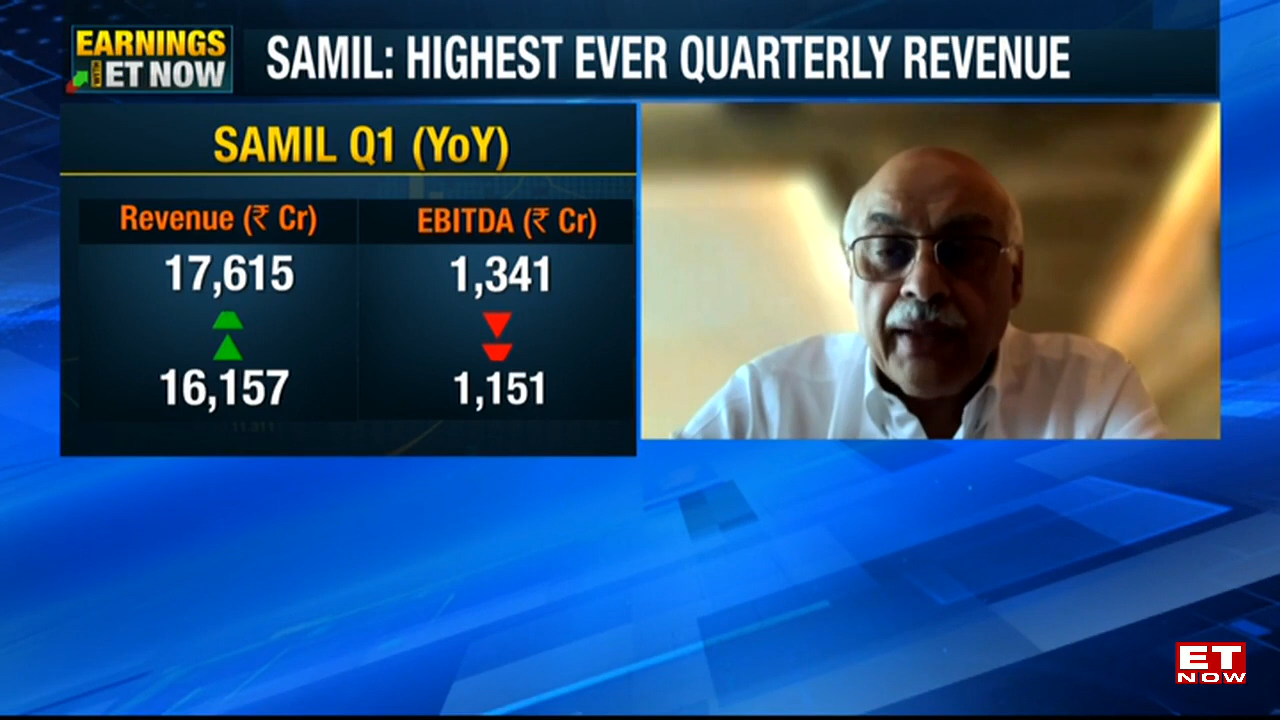 EARNINGS
WITH ET NOW
SAMIL: HIGHEST EVER QUARTERLY REVENUE
SAMIL Q1 (YoY)
Revenue (₹ Cr)
EBITDA (₹ Cr)
17,615
1,341
16,157
1,151
ET
NOW